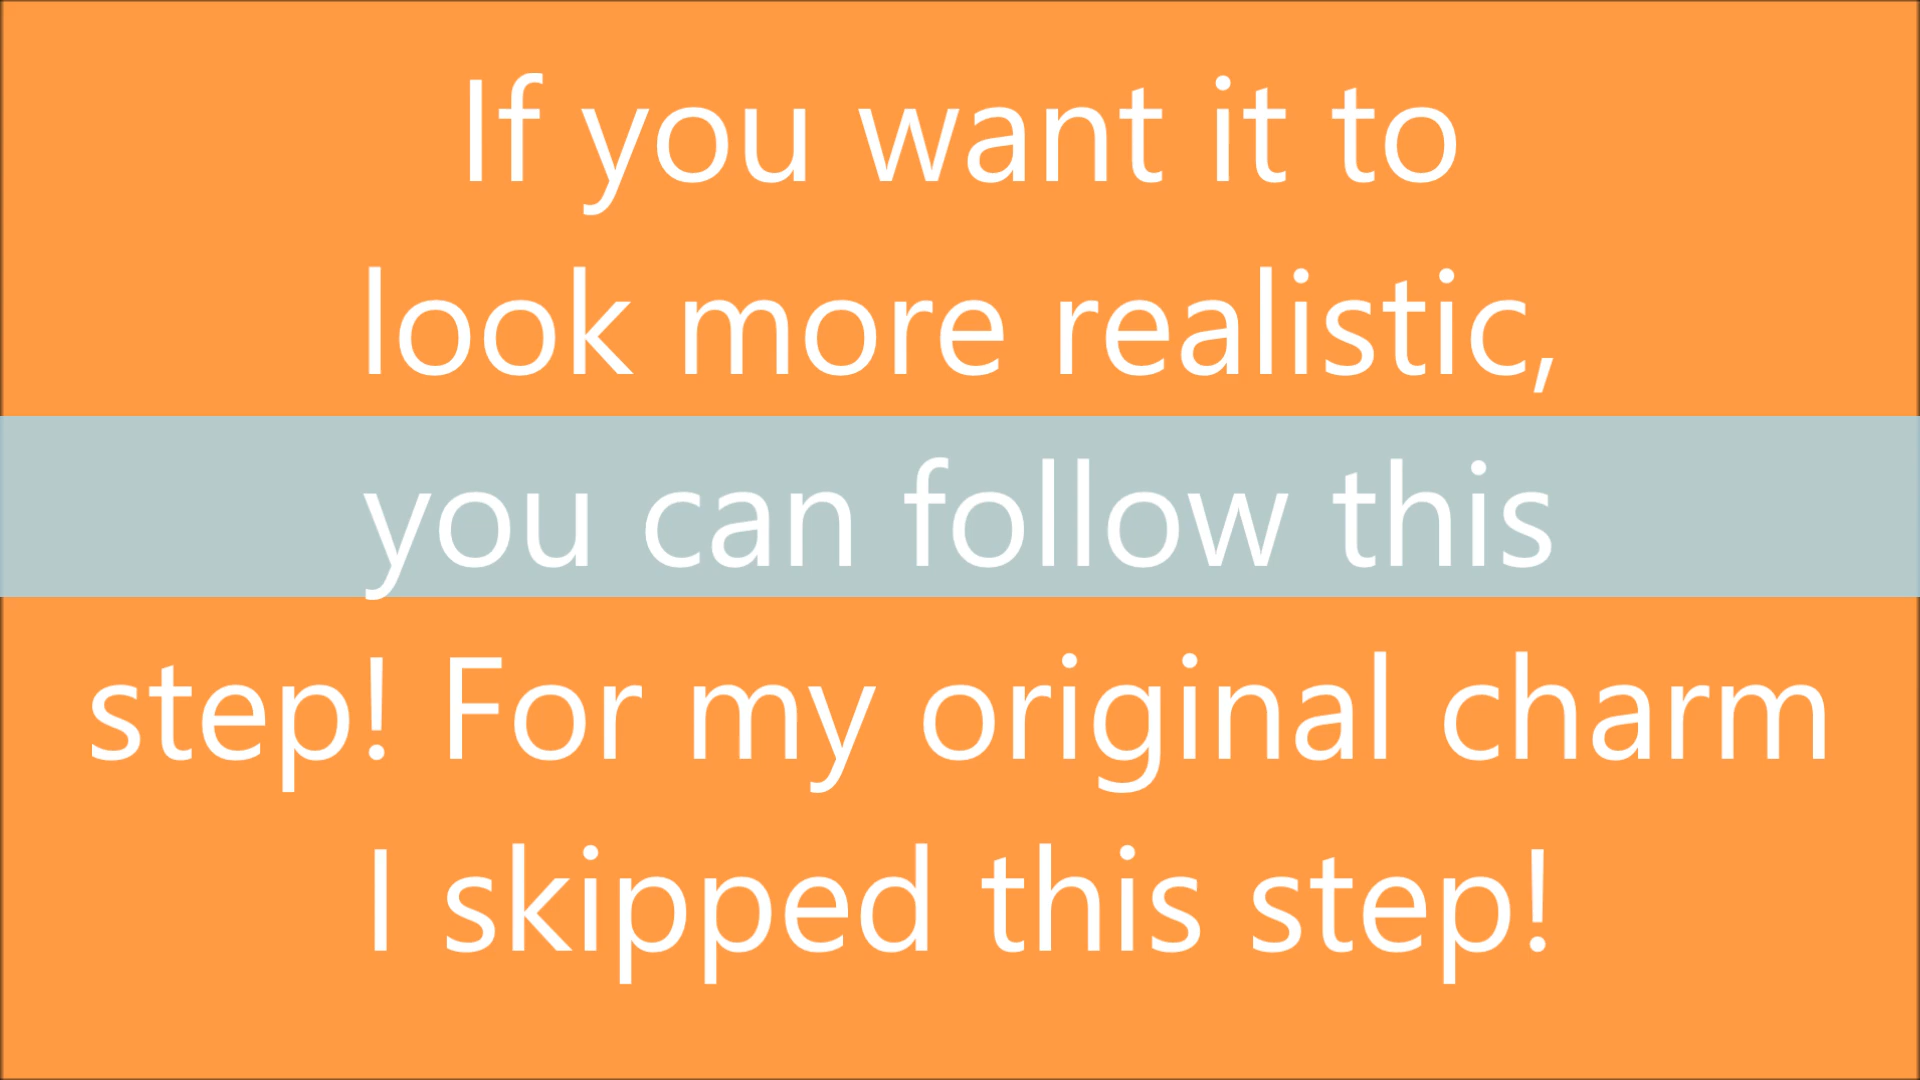 If you want it to
look more realistic,
you can follow this
step! For my original charm
I skipped this step!